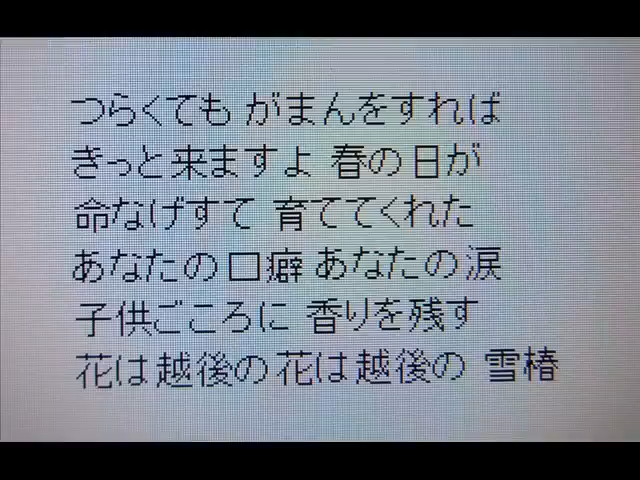 つらくても がまんをすれば
きっと来ますよ 春の日が
命なげすて 育ててくれた
あなたの口癖 あなたの涙
子供ごころに 香りを残す
花は越後の 花は越後の 雪椿